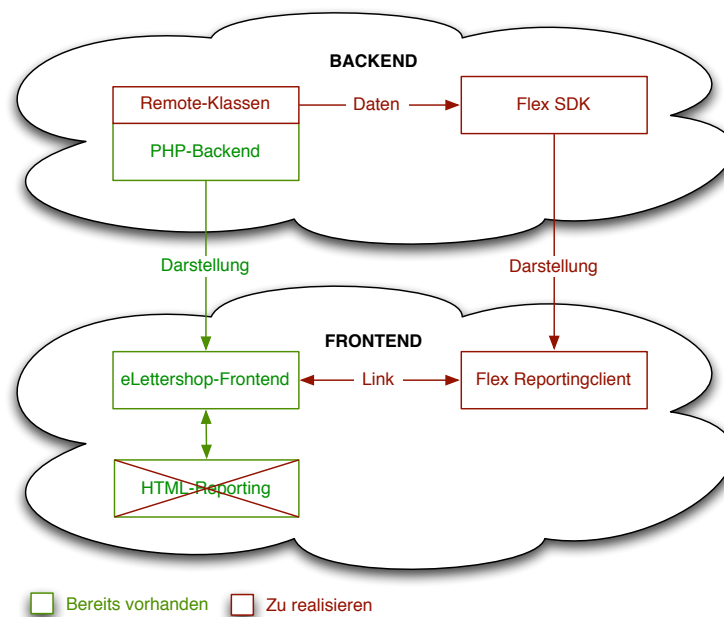 BACKEND
Remote-Klassen
Daten
Flex SDK
PHP-Backend
Darstellung
Darstellung
FRONTEND
eLettershop-Frontend
Link
Flex Reportingclient
HTML-Reporting
Bereits vorhanden
Zu realisieren